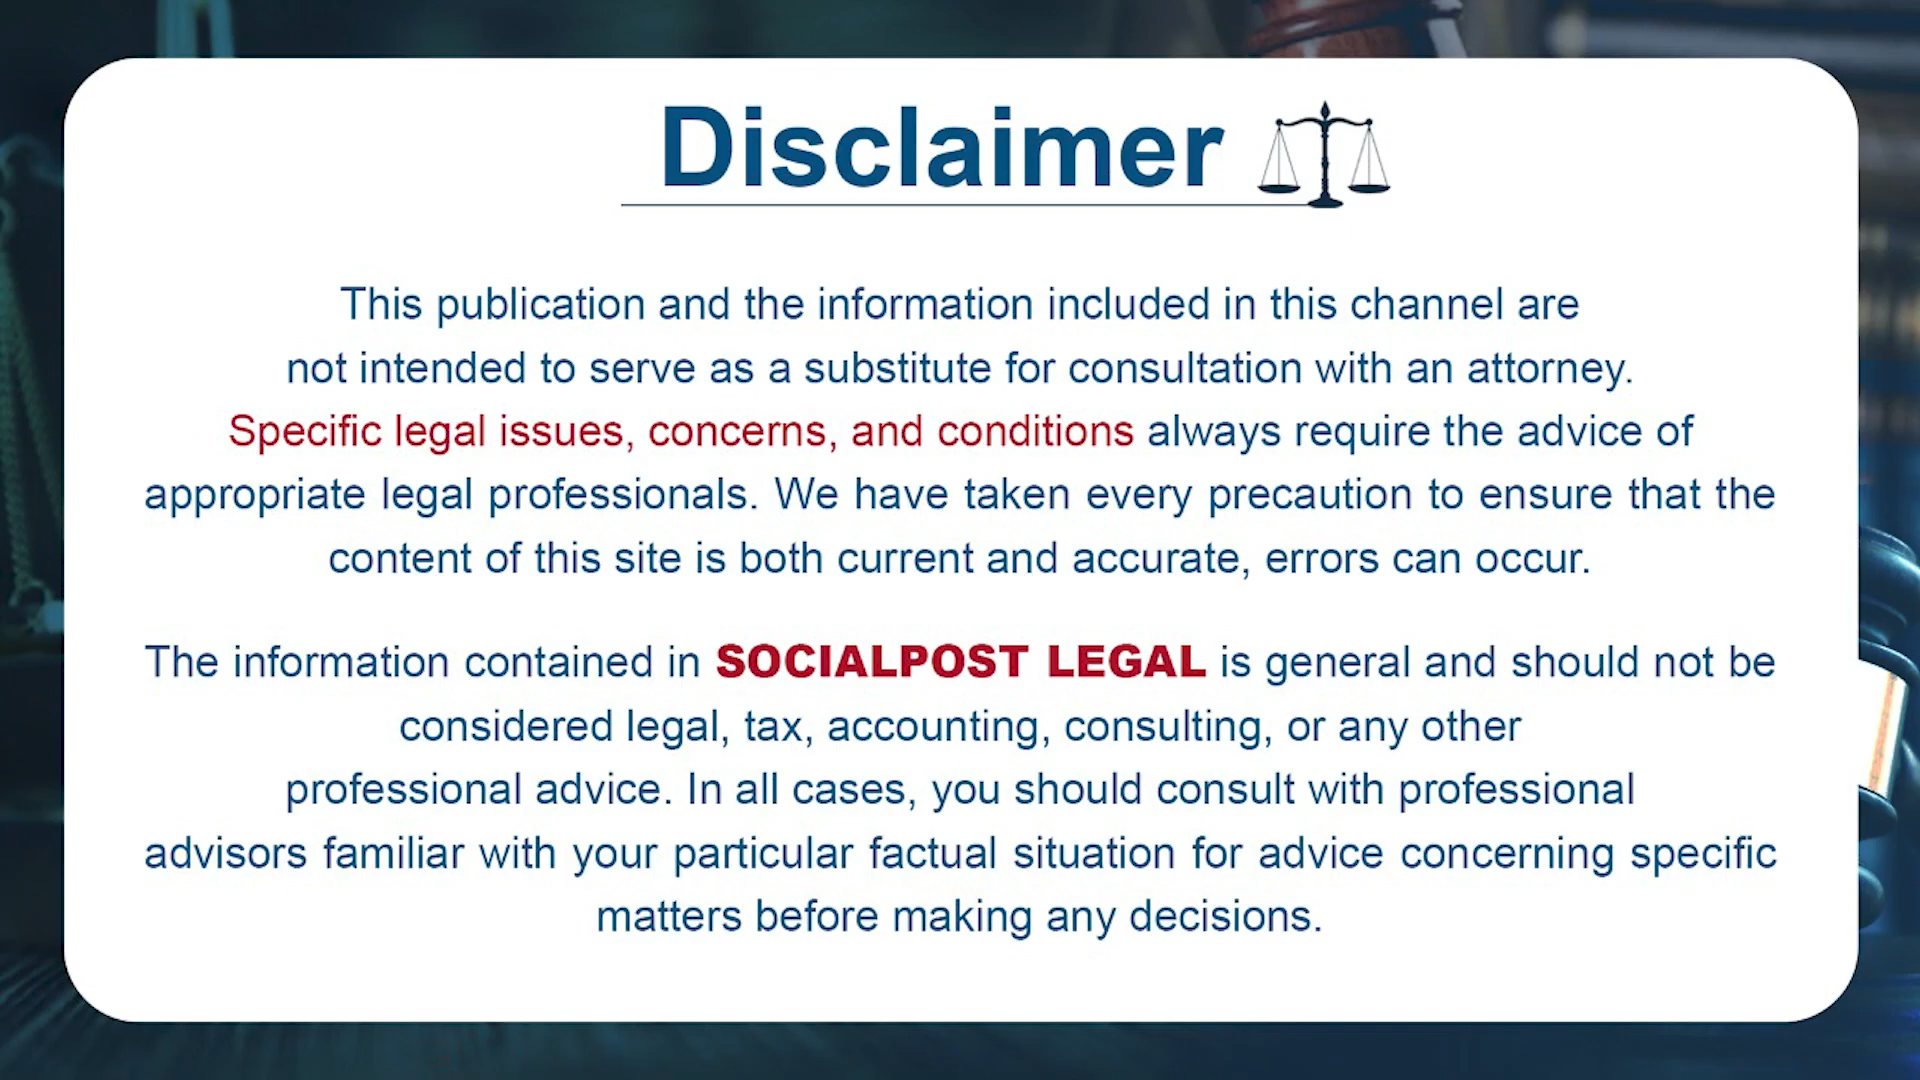 Disclaimer
This publication and the information included in this channel are
not intended to serve as a substitute for consultation with an attorney.
Specific legal issues, concerns, and conditions always require the advice of
appropriate legal professionals. We have taken every precaution to ensure that the
content of this site is both current and accurate, errors can occur.
The information contained in SOCIALPOST LEGAL is general and should not be
considered legal, tax, accounting, consulting, or any other
professional advice. In all cases, you should consult with professional
advisors familiar with your particular factual situation for advice concerning specific
matters before making any decisions.